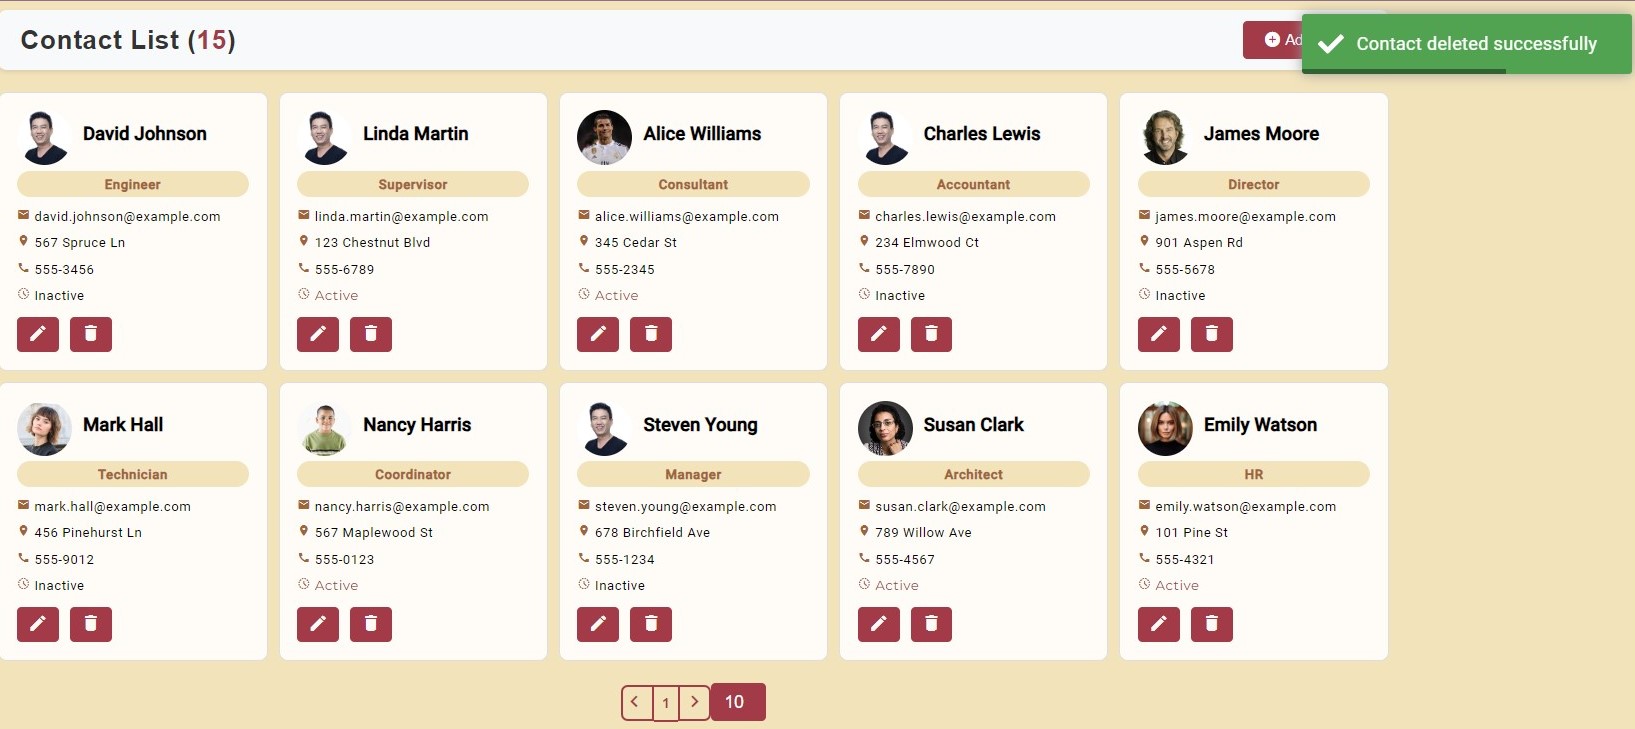 Contact List (15)
Ad
Contact deleted successfully
David Johnson
Engineer
david.johnson@example.com
567 Spruce Ln
555-3456
Inactive
Linda Martin
Supervisor
linda.martin@example.com
123 Chestnut Blvd
555-6789
Active
Alice Williams
Consultant
alice.williams@example.com
345 Cedar St
555-2345
Active
Charles Lewis
Accountant
charles.lewis@example.com
234 Elmwood Ct
555-7890
Inactive
James Moore
Director
james.moore@example.com
901 Aspen Rd
555-5678
Inactive
Mark Hall
Technician
mark.hall@example.com
456 Pinehurst Ln
555-9012
Inactive
Nancy Harris
Coordinator
nancy.harris@example.com
567 Maplewood St
555-0123
Active
Steven Young
Manager
steven.young@example.com
678 Birchfield Ave
555-1234
Inactive
Susan Clark
Architect
susan.clark@example.com
789 Willow Ave
555-4567
Active
Emily Watson
HR
emily.watson@example.com
101 Pine St
555-4321
Active
1
10